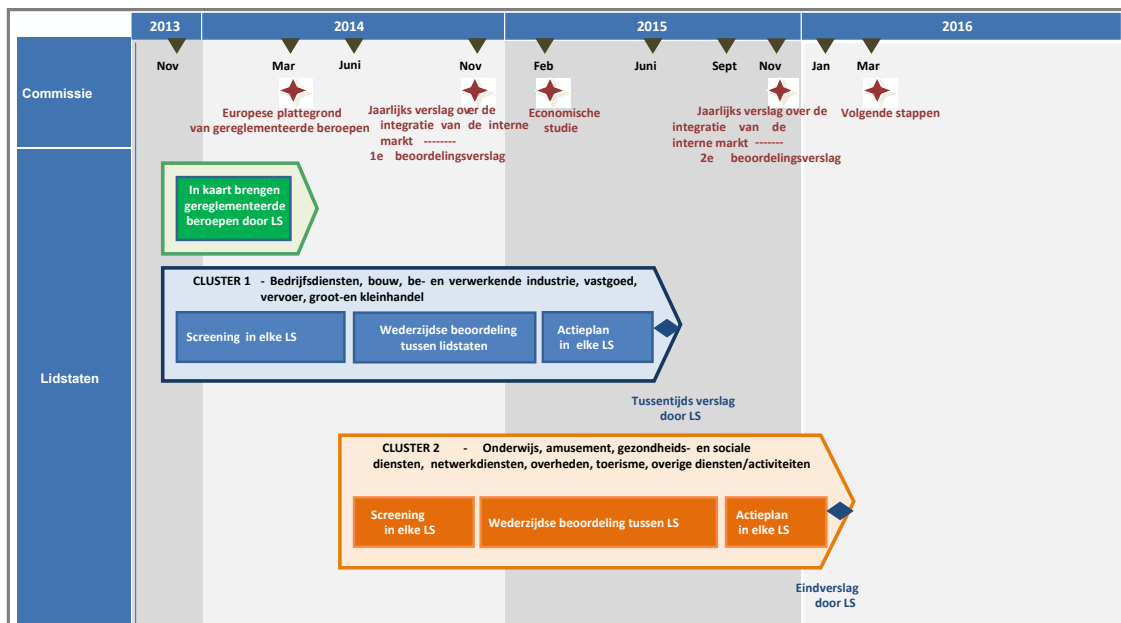 2013
2014
2015
2016
Commissie
Nov
Mar
Juni
Nov
Feb
Juni
Sept
Nov
Jan
Mar
Europese plattegrond
van gereglementeerde beroepen
Jaarlijks verslag over de
integratie van de interne
markt --------
1e beoordelingsverslag
Economische
studie
Jaarlijks verslag over de
integratie van de
interne markt -------
2e beoordelingsverslag
Volgende stappen
Lidstaten
In kaart brengen
gereglementeerde
beroepen door LS
CLUSTER 1 - Bedrijfsdiensten, bouw, be- en verwerkende industrie, vastgoed,
vervoer, groot-en kleinhandel
Screening in elke LS
Wederzijdse beoordeling
tussen lidstaten
Actieplan
in elke LS
Tussentijds verslag
door LS
CLUSTER 2 - Onderwijs, amusement, gezondheids- en sociale
diensten, netwerkdiensten, overheden, toerisme, overige diensten/activiteiten
Screening
in elke LS
Wederzijdse beoordeling tussen LS
Actieplan
in elke LS
Eindverslag
door LS